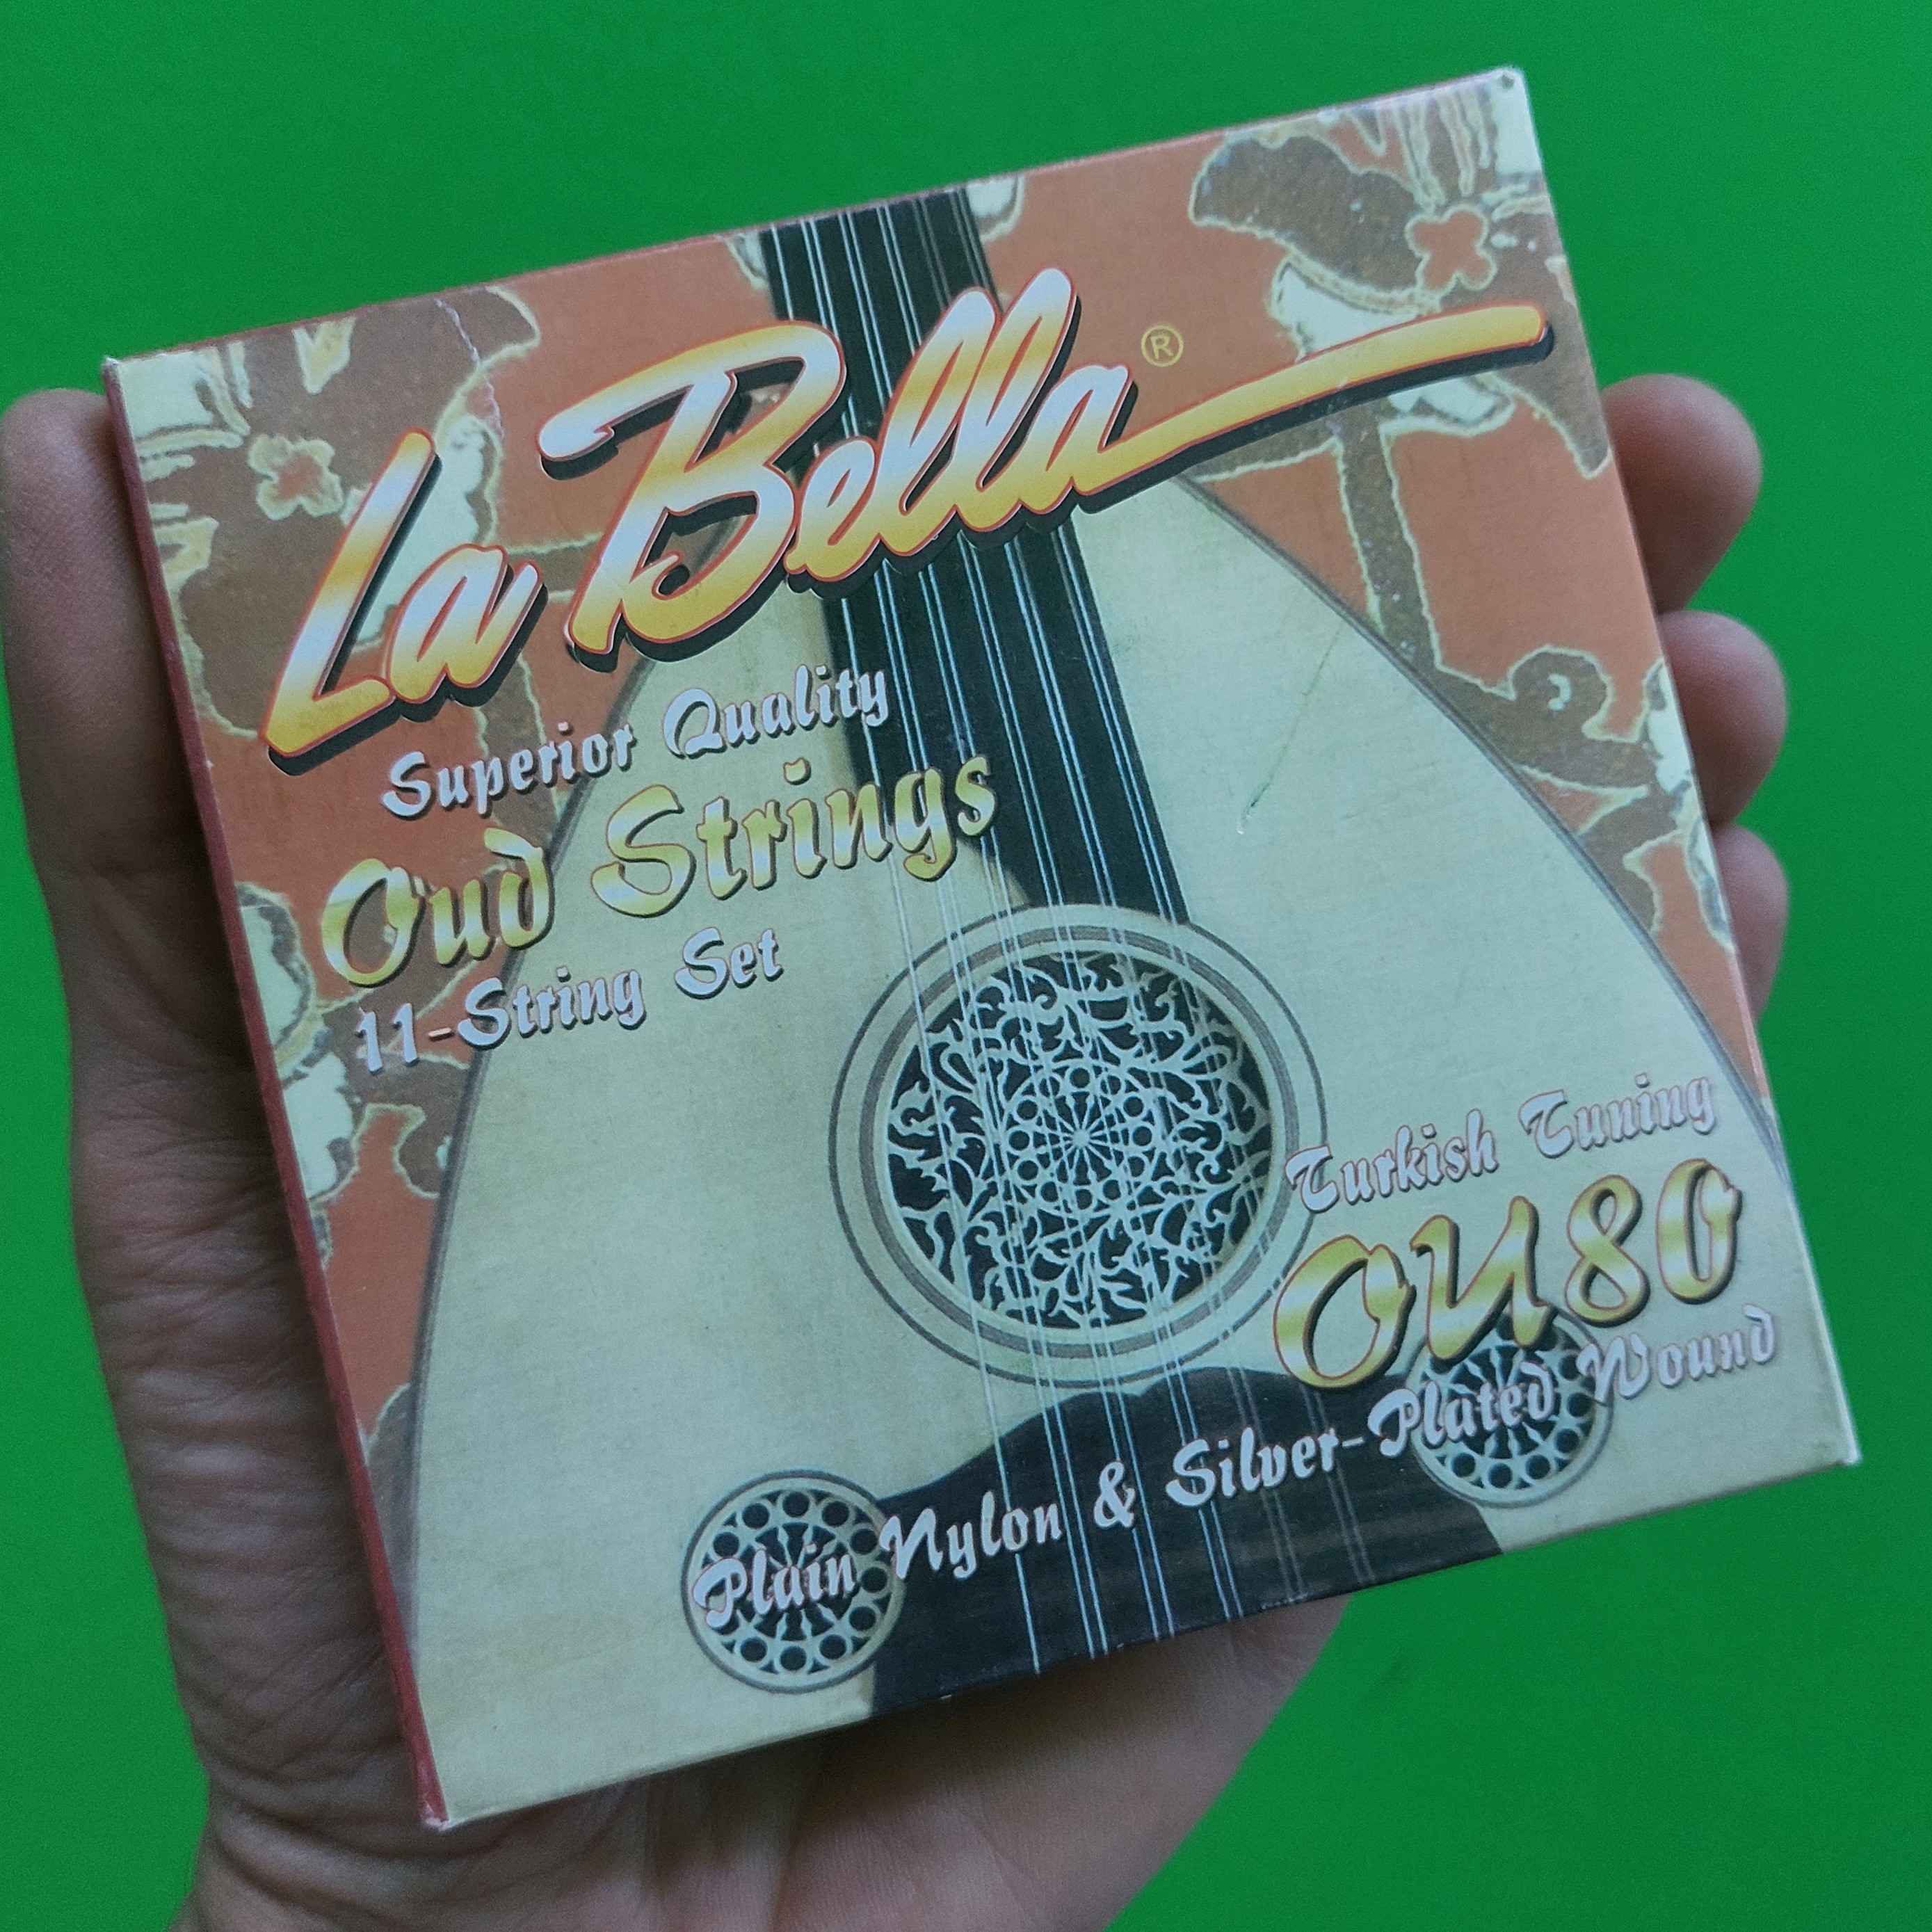 La Bella®
Superior Quality
Oud Strings
11-String Set
Turkish Tuning
OU80
Plain Nylon & Silver-Plated Wound